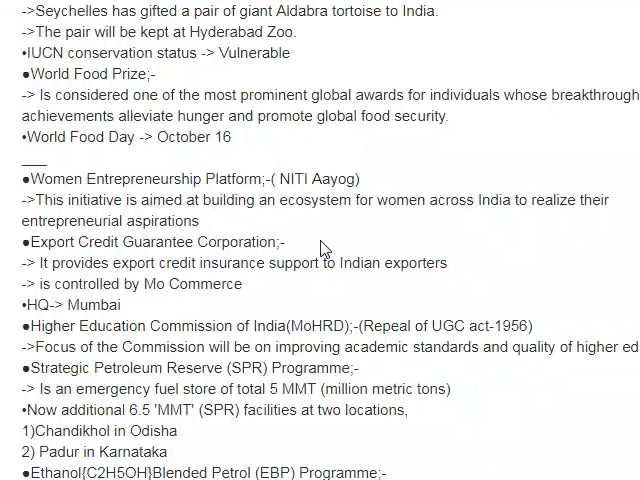 ->Seychelles has gifted a pair of giant Aldabra tortoise to India.
->The pair will be kept at Hyderabad Zoo.
•IUCN conservation status -> Vulnerable
●World Food Prize;-
-> Is considered one of the most prominent global awards for individuals whose breakthrough
achievements alleviate hunger and promote global food security.
•World Food Day -> October 16
___
●Women Entrepreneurship Platform;-( NITI Aayog)
->This initiative is aimed at building an ecosystem for women across India to realize their
entrepreneurial aspirations
●Export Credit Guarantee Corporation;-
-> It provides export credit insurance support to Indian exporters
-> is controlled by Mo Commerce
•HQ-> Mumbai
●Higher Education Commission of India(MoHRD);-(Repeal of UGC act-1956)
->Focus of the Commission will be on improving academic standards and quality of higher ed
●Strategic Petroleum Reserve (SPR) Programme;-
-> Is an emergency fuel store of total 5 MMT (million metric tons)
•Now additional 6.5 'MMT' (SPR) facilities at two locations,
1)Chandikhol in Odisha
2) Padur in Karnataka
●Ethanol{C2H5OH}Blended Petrol (EBP) Programme;-